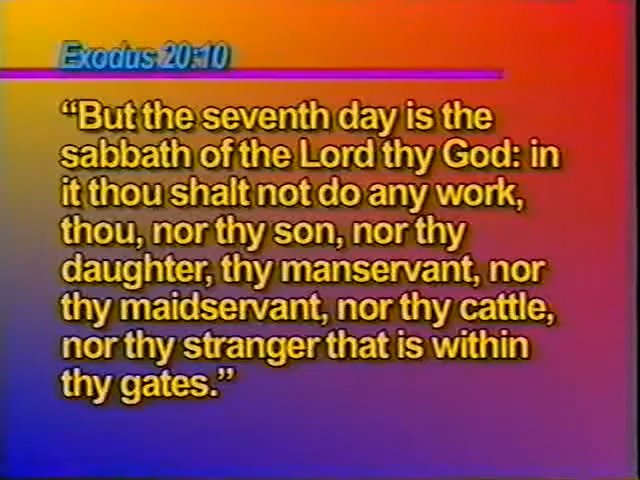 Exodus 20:10
“But the seventh day is the
sabbath of the Lord thy God: in
it thou shalt not do any work,
thou, nor thy son, nor thy
daughter, thy manservant, nor
thy maidservant, nor thy cattle,
nor thy stranger that is within
thy gates.”